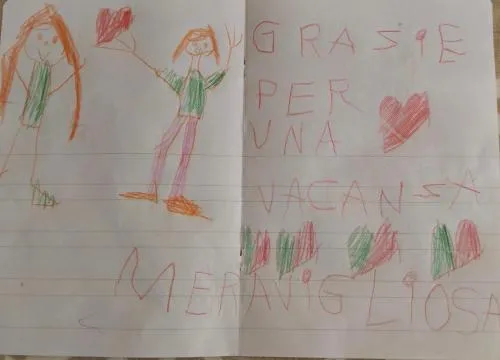 GRASiE
PER
UNA
VACANSA
MERAViGLiOSA